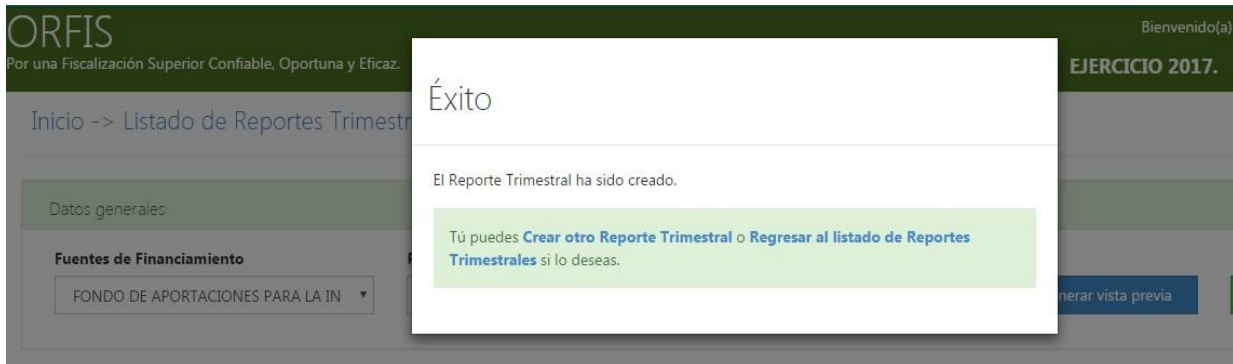 ORFIS
Por una Fiscalización Superior Confiable, Oportuna y Eficaz.
Bienvenido(a)
EJERCICIO 2017.
Inicio -> Listado de Reportes
Éxito
El Reporte Trimestral ha sido creado.
Tú puedes Crear otro Reporte Trimestral o Regresar al listado de Reportes
Trimestrales si lo deseas.
Datos generales
Fuentes de Financiamiento
FONDO DE APORTACIONES PARA LA IN
vista previa